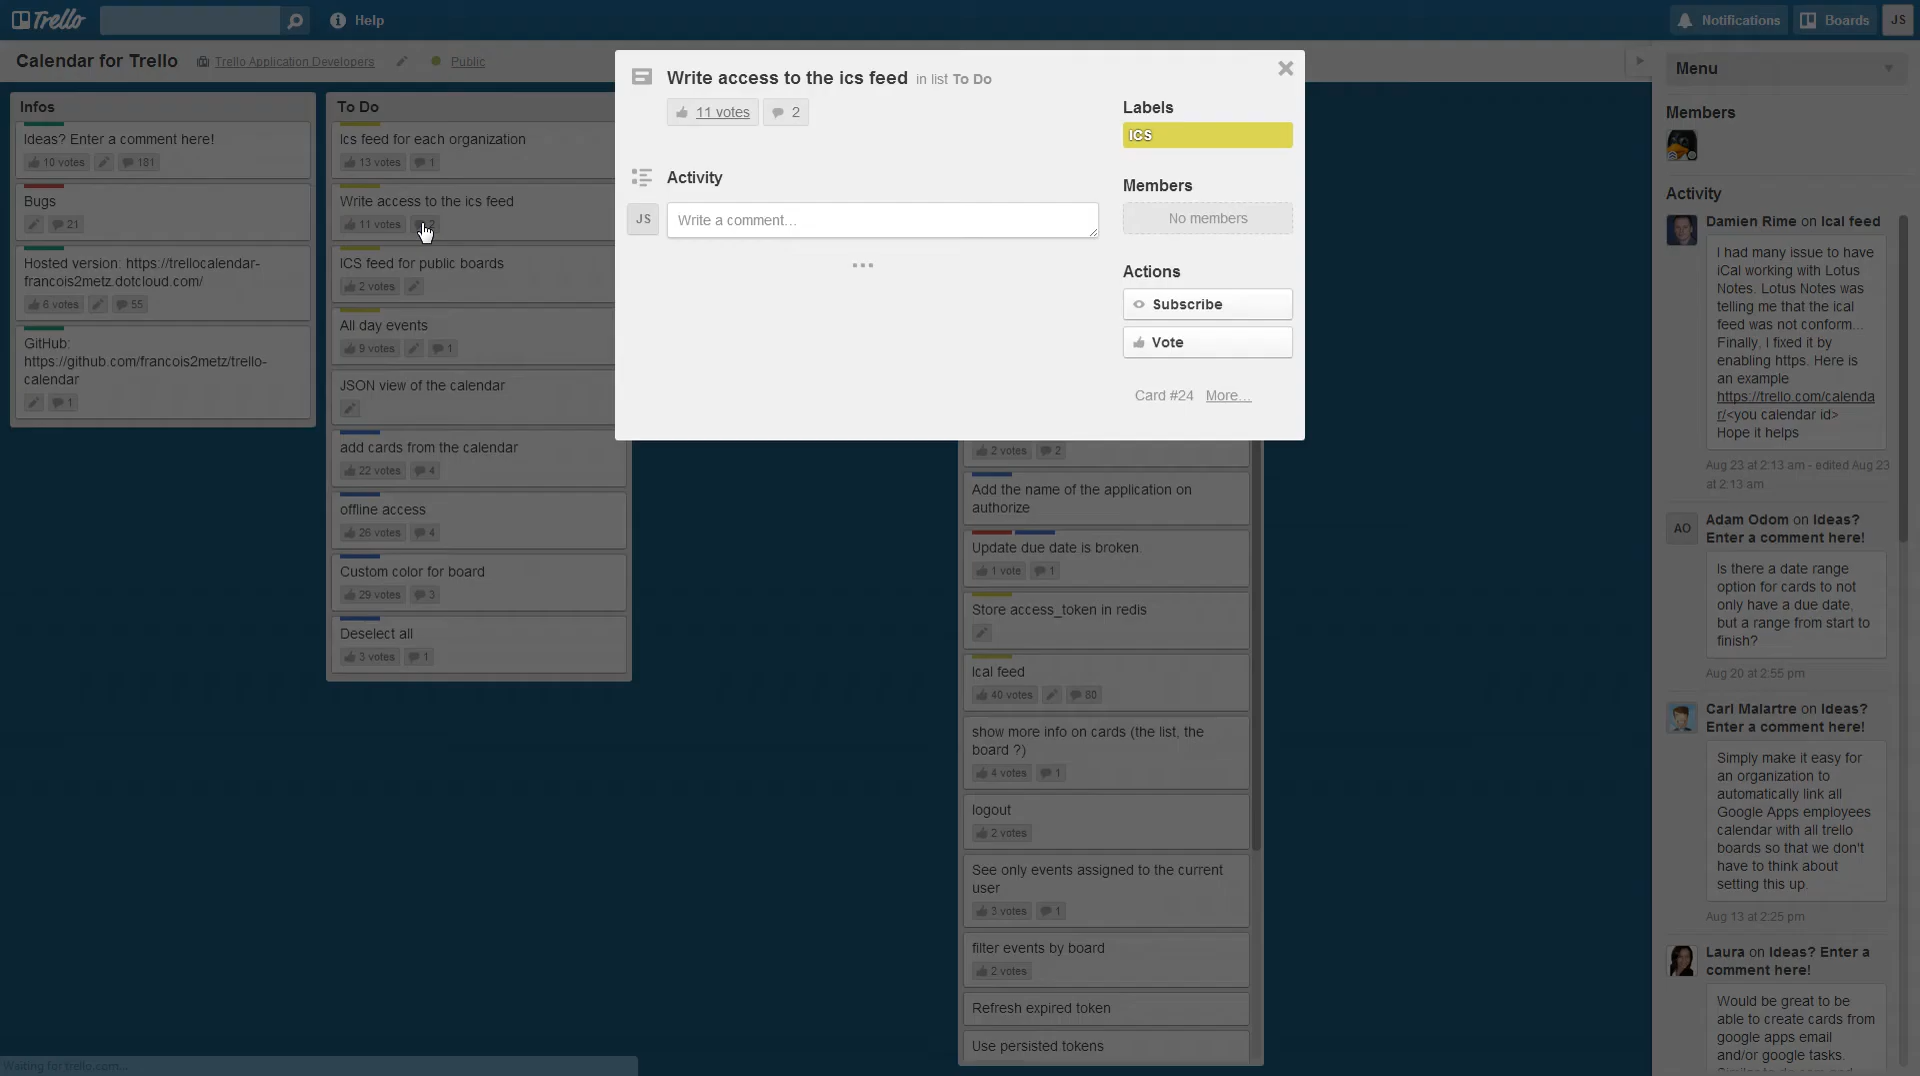 Trello
Help
Notifications
Boards
JS
Calendar for Trello
Trello Application Developers
Public
Infos
Ideas? Enter a comment here!
10 votes
181
Bugs
21
Hosted version: https://trellocalendar-
francois2metz.dotcloud.com/
6 votes
55
GitHub:
https://github.com/francois2metz/trello-
calendar
1
To Do
Ics feed for each organization
13 votes
1
Write access to the ics feed
11 votes
2
ICS feed for public boards
2 votes
All day events
9 votes
1
JSON view of the calendar
add cards from the calendar
22 votes
4
offline access
26 votes
4
Custom color for board
29 votes
3
Deselect all
3 votes
1
Write access to the ics feed in list To Do
11 votes
2
Activity
JS
Write a comment...
Labels
ICS
Members
No members
Actions
Subscribe
Vote
Card #24 More...
2 votes
2
Add the name of the application on
authorize
Update due date is broken.
1 vote
1
Store access_token in redis
Ical feed
40 votes
80
show more info on cards (the list, the
board ?)
4 votes
1
logout
2 votes
See only events assigned to the current
user
3 votes
1
filter events by board
2 votes
Refresh expired token
Use persisted tokens
Menu
Members
Activity
Damien Rime on Ical feed
I had many issue to have
iCal working with Lotus
Notes. Lotus Notes was
telling me that the ical
feed was not conform...
Finally, I fixed it by
enabling https. Here is
an example
https://trello.com/calenda
r/<you calendar id>
Hope it helps
Aug 23 at 2:13 am - edited Aug 23
at 2:13 am
AO
Adam Odom on Ideas?
Enter a comment here!
Is there a date range
option for cards to not
only have a due date,
but a range from start to
finish?
Aug 20 at 2:55 pm
Carl Malartre on Ideas?
Enter a comment here!
Simply make it easy for
an organization to
automatically link all
Google Apps employees
calendar with all trello
boards so that we don't
have to think about
setting this up.
Aug 13 at 2:25 pm
Laura on Ideas? Enter a
comment here!
Would be great to be
able to create cards from
google apps email
and/or google tasks.
Waiting for trello.com...